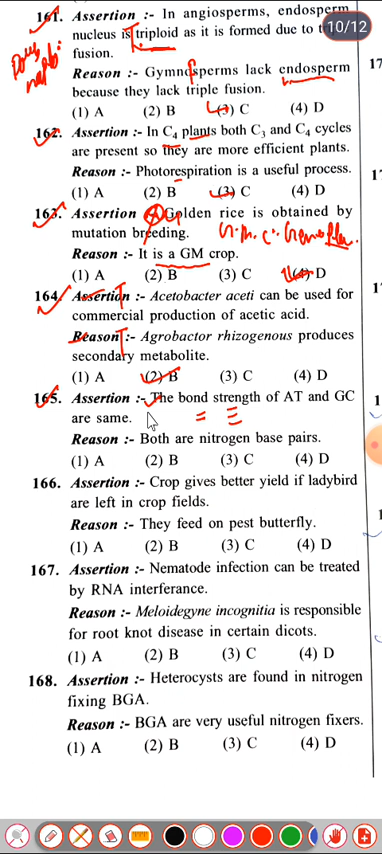 10/12
161. Assertion :- In angiosperms, endosperm
nucleus is triploid as it is formed due to
fusion.
Reason :- Gymnosperms lack endosperm
because they lack triple fusion.
(1) A (2) B (3) C (4) D
162. Assertion :- In C4 plants both C3 and C4 cycles
are present so they are more efficient plants.
Reason :- Photorespiration is a useful process.
(1) A (2) B (3) C (4) D
163. Assertion :- Golden rice is obtained by
mutation breeding.
Reason :- It is a GM crop.
(1) A (2) B (3) C (4) D
164. Assertion :- Acetobacter aceti can be used for
commercial production of acetic acid.
Reason :- Agrobactor rhizogenous produces
secondary metabolite.
(1) A (2) B (3) C (4) D
165. Assertion :- The bond strength of AT and GC
are same. = ≡
Reason :- Both are nitrogen base pairs.
(1) A (2) B (3) C (4) D
166. Assertion :- Crop gives better yield if ladybird
are left in crop fields.
Reason :- They feed on pest butterfly.
(1) A (2) B (3) C (4) D
167. Assertion :- Nematode infection can be treated
by RNA interferance.
Reason :- Meloidegyne incognitia is responsible
for root knot disease in certain dicots.
(1) A (2) B (3) C (4) D
168. Assertion :- Heterocysts are found in nitrogen
fixing BGA.
Reason :- BGA are very useful nitrogen fixers.
(1) A (2) B (3) C (4) D
17
1